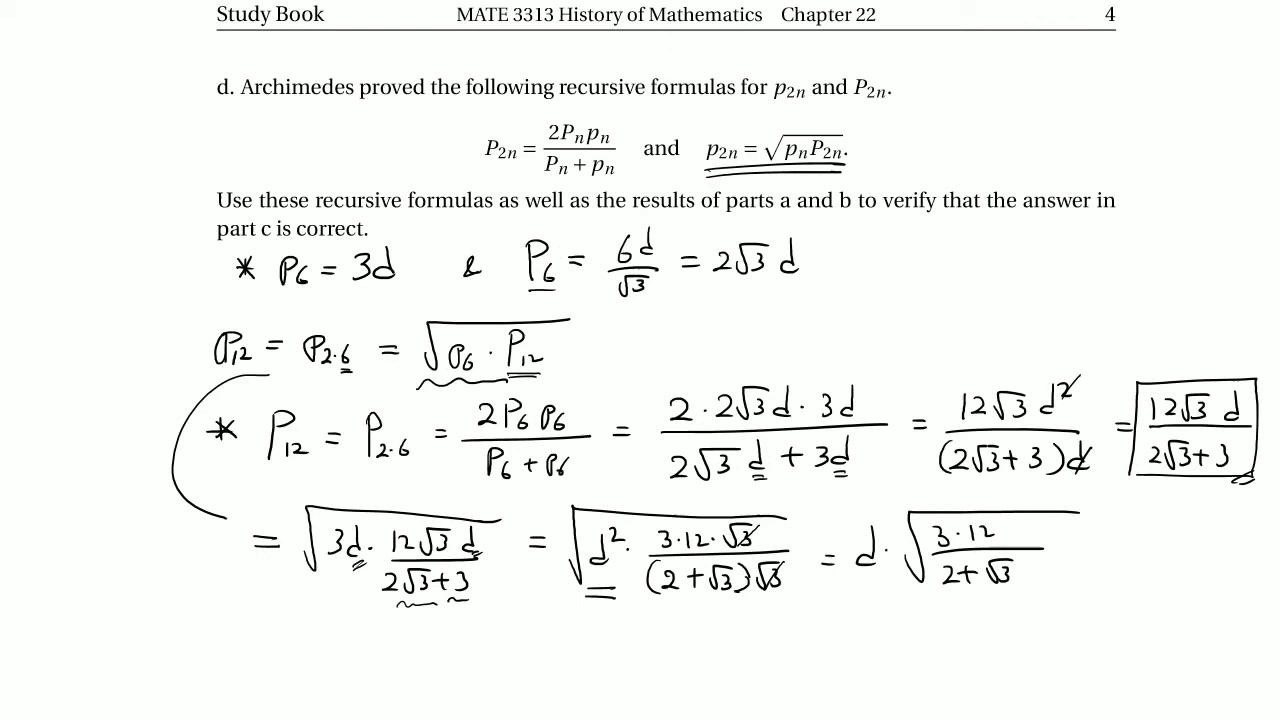 Study Book MATE 3313 History of Mathematics Chapter 22 4
d. Archimedes proved the following recursive formulas for p₂ₙ and P₂ₙ.
P₂ₙ = 2Pₙpₙ / (Pₙ + pₙ) and p₂ₙ = √(pₙP₂ₙ).
Use these recursive formulas as well as the results of parts a and b to verify that the answer in
part c is correct.
* p₆ = 3d & P₆ = 6d/√3 = 2√3 d
p₁₂ = p₂·₆ = √(p₆ · P₁₂)
* P₁₂ = P₂·₆ = 2P₆p₆ / (P₆ + p₆) = 2 · 2√3d · 3d / (2√3d + 3d) = 12√3 d² / ((2√3 + 3)d) = 12√3 d / (2√3 + 3)
= √(3d · 12√3 d / (2√3 + 3)) = √(d² · 3·12·√3 / ((2 + √3)√3)) = d · √(3·12 / (2 + √3))